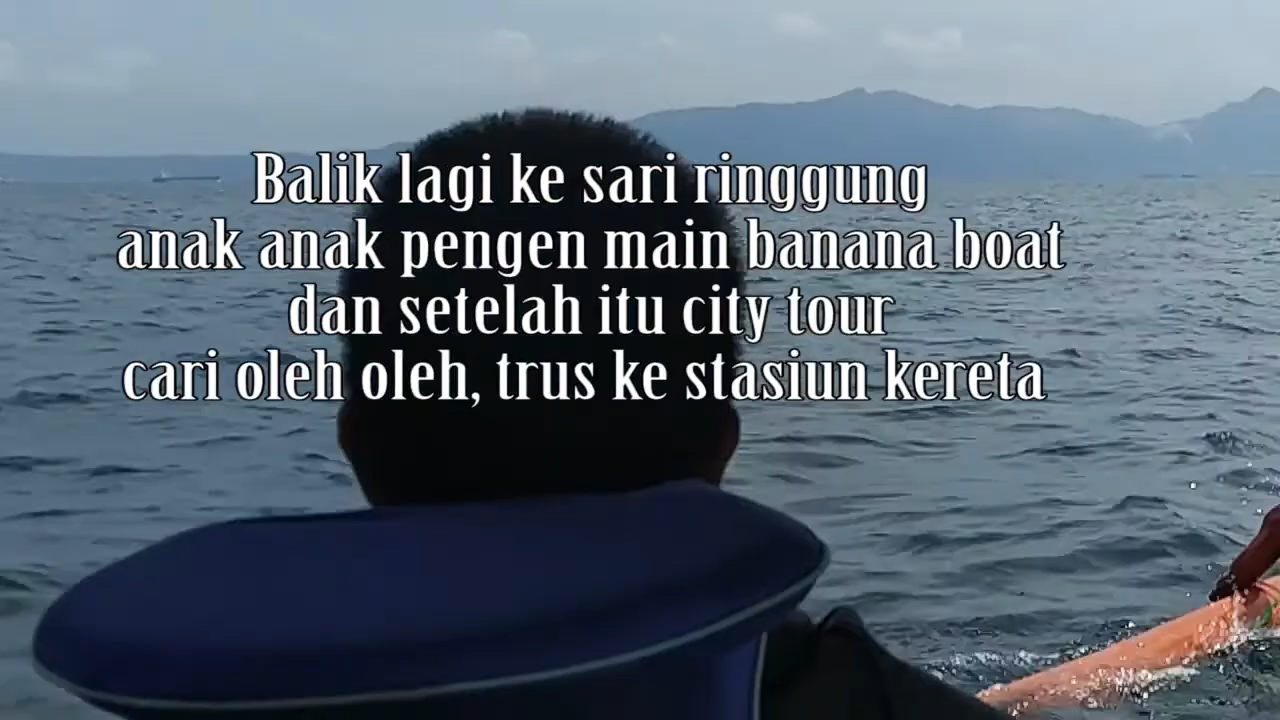 Balik lagi ke sari ringgung
anak anak pengen main banana boat
dan setelah itu city tour
cari oleh oleh, trus ke stasiun kereta